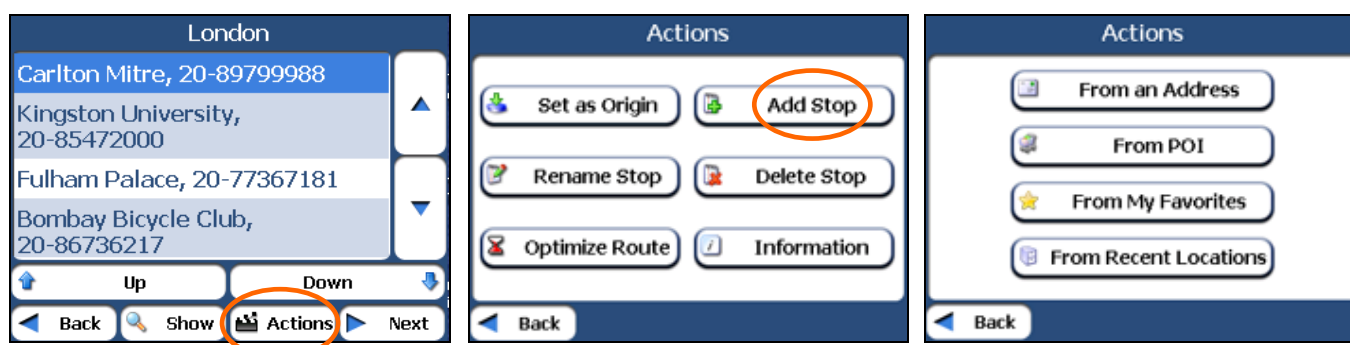 London
Carlton Mitre, 20-89799988
Kingston University,
20-85472000
Fulham Palace, 20-77367181
Bombay Bicycle Club,
20-86736217
Up Down
Back Show Actions Next
Actions
Set as Origin Add Stop
Rename Stop Delete Stop
Optimize Route Information
Back
Actions
From an Address
From POI
From My Favorites
From Recent Locations
Back